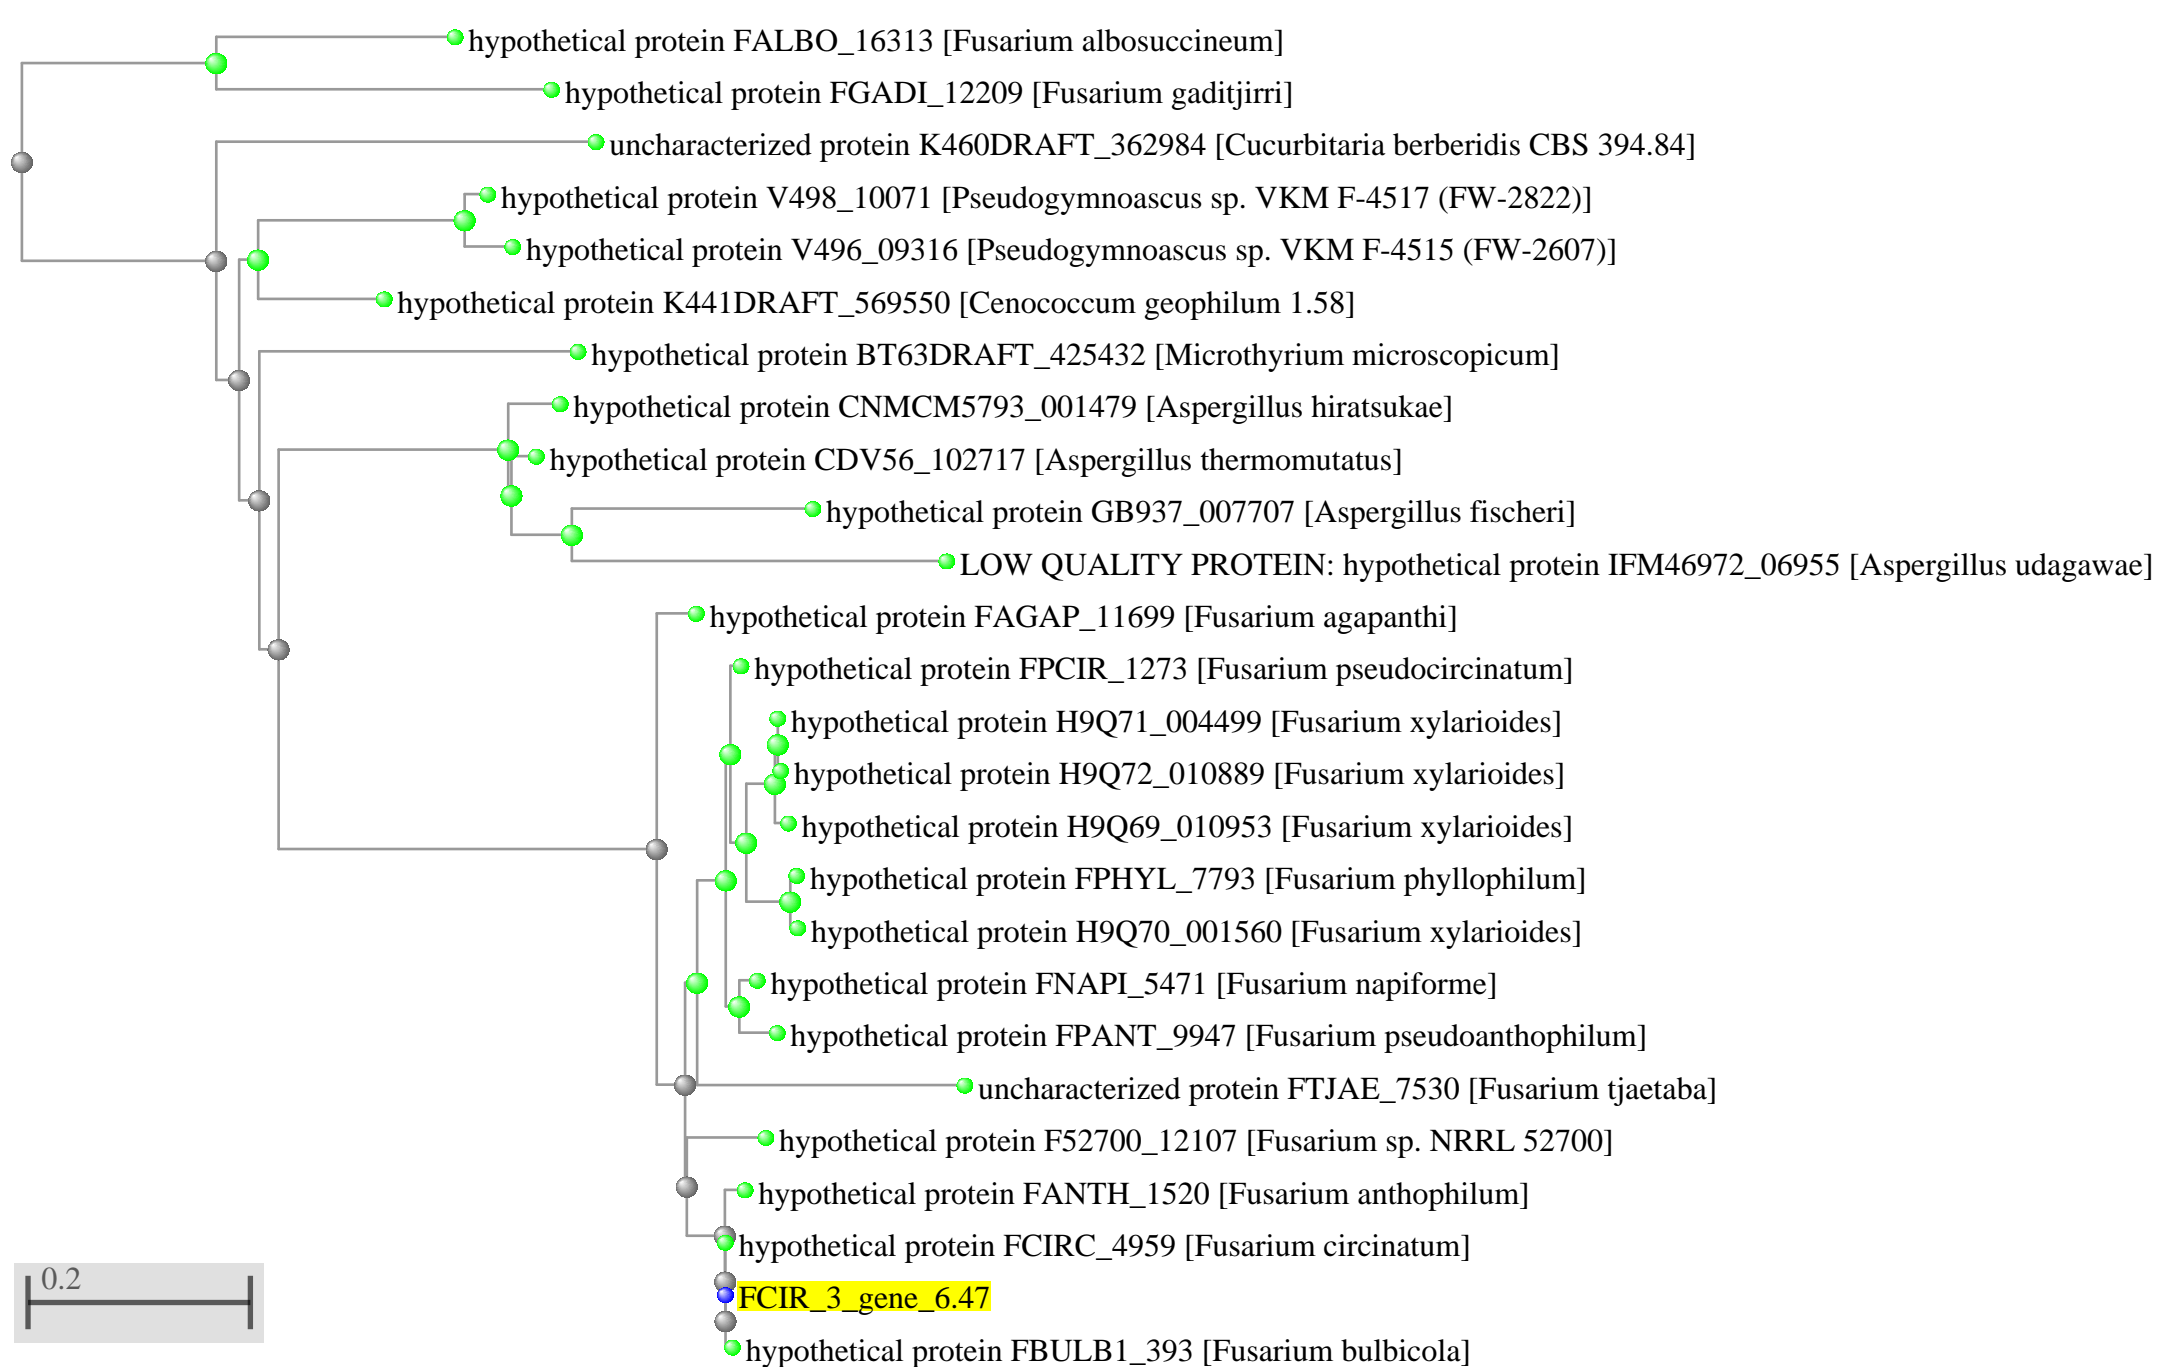 hypothetical protein FALBO_16313 [Fusarium albosuccineum]
hypothetical protein FGADI_12209 [Fusarium gaditjirri]
uncharacterized protein K460DRAFT_362984 [Cucurbitaria berberidis CBS 394.84]
hypothetical protein V498_10071 [Pseudogymnoascus sp. VKM F-4517 (FW-2822)]
hypothetical protein V496_09316 [Pseudogymnoascus sp. VKM F-4515 (FW-2607)]
hypothetical protein K441DRAFT_569550 [Cenococcum geophilum 1.58]
hypothetical protein BT63DRAFT_425432 [Microthyrium microscopicum]
hypothetical protein CNMCM5793_001479 [Aspergillus hiratsukae]
hypothetical protein CDV56_102717 [Aspergillus thermomutatus]
hypothetical protein GB937_007707 [Aspergillus fischeri]
LOW QUALITY PROTEIN: hypothetical protein IFM46972_06955 [Aspergillus udagawae]
hypothetical protein FAGAP_11699 [Fusarium agapanthi]
hypothetical protein FPCIR_1273 [Fusarium pseudocircinatum]
hypothetical protein H9Q71_004499 [Fusarium xylarioides]
hypothetical protein H9Q72_010889 [Fusarium xylarioides]
hypothetical protein H9Q69_010953 [Fusarium xylarioides]
hypothetical protein FPHYL_7793 [Fusarium phyllophilum]
hypothetical protein H9Q70_001560 [Fusarium xylarioides]
hypothetical protein FNAPI_5471 [Fusarium napiforme]
hypothetical protein FPANT_9947 [Fusarium pseudoanthophilum]
uncharacterized protein FTJAE_7530 [Fusarium tjaetaba]
hypothetical protein F52700_12107 [Fusarium sp. NRRL 52700]
hypothetical protein FANTH_1520 [Fusarium anthophilum]
hypothetical protein FCIRC_4959 [Fusarium circinatum]
0.2
FCIR_3_gene_6.47
hypothetical protein FBULB1_393 [Fusarium bulbicola]